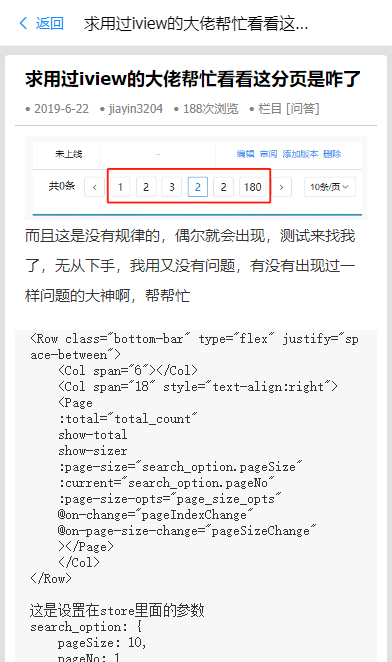 返回 求用过iview的大佬帮忙看看这...
求用过iview的大佬帮忙看看这分页是咋了
• 2019-6-22 • jiayin3204 • 188次浏览 • 栏目 [问答]
未上线 - 编辑 审阅 添加版本 删除
共0条 < 1 2 3 2 2 180 > 10条/页
而且这是没有规律的，偶尔就会出现，测试来找我
了，无从下手，我用又没有问题，有没有出现过一
样问题的大神啊，帮帮忙
<Row class="bottom-bar" type="flex" justify="sp
ace-between">
<Col span="6"></Col>
<Col span="18" style="text-align:right">
<Page
:total="total_count"
show-total
show-sizer
:page-size="search_option.pageSize"
:current="search_option.pageNo"
:page-size-opts="page_size_opts"
@on-change="pageIndexChange"
@on-page-size-change="pageSizeChange"
></Page>
</Col>
</Row>
这是设置在store里面的参数
search_option: {
pageSize: 10,
pageNo: 1